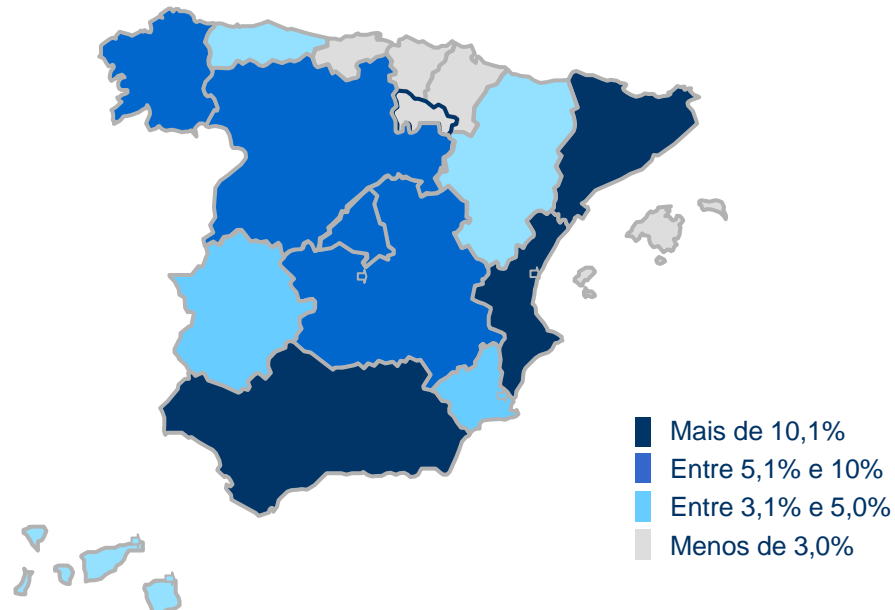 Mais de 10,1%
Entre 5,1% e 10%
Entre 3,1% e 5,0%
Menos de 3,0%